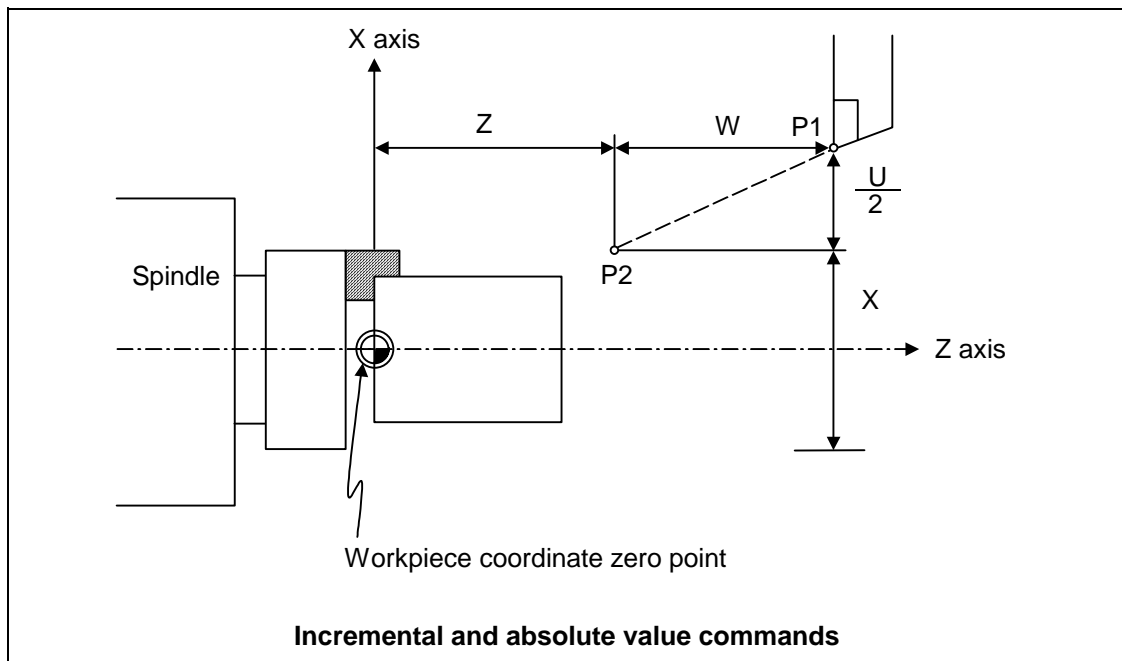 X axis
Z
W
P1
U
2
P2
Spindle
X
Z axis
Workpiece coordinate zero point
Incremental and absolute value commands